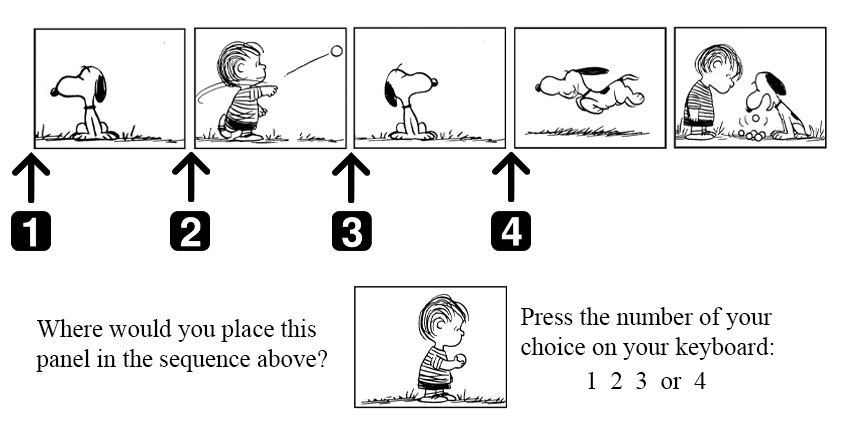 1 2 3 4
Where would you place this
panel in the sequence above?
Press the number of your
choice on your keyboard:
1 2 3 or 4